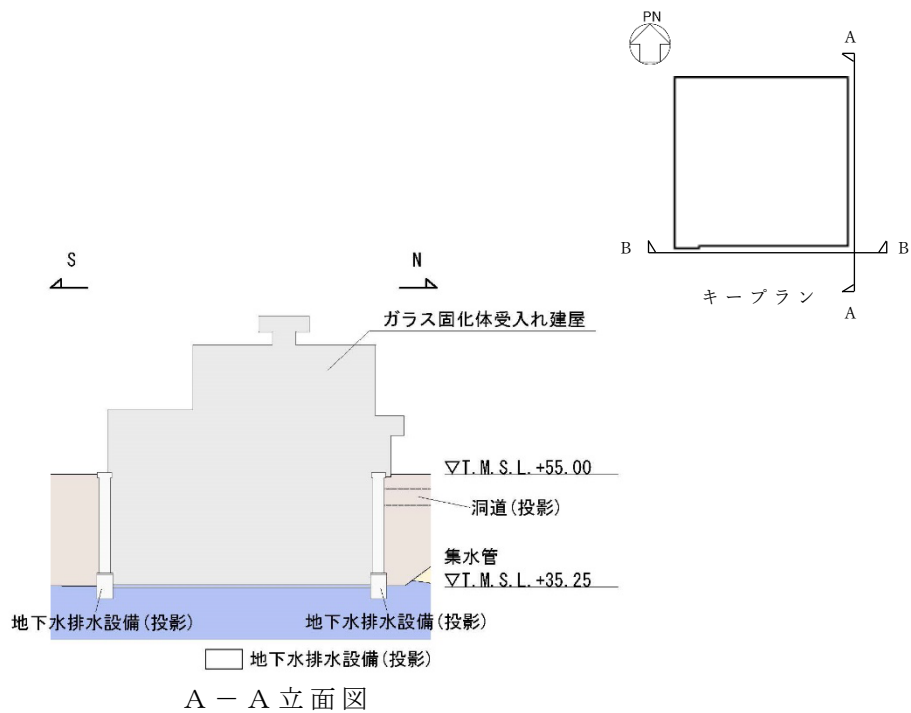 PN
A
B
B
キープラン
A
S
N
ガラス固化体受入れ建屋
▽T.M.S.L.+55.00
洞道(投影)
集水管
▽T.M.S.L.+35.25
地下水排水設備(投影)
地下水排水設備(投影)
地下水排水設備(投影)
A－A立面図